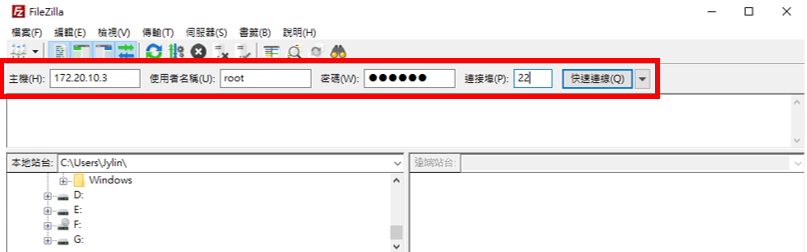 FileZilla
檔案(F) 編輯(E) 檢視(V) 傳輸(T) 伺服器(S) 書籤(B) 說明(H)
主機(H): 172.20.10.3 使用者名稱(U): root 密碼(W): ●●●●●● 連接埠(P): 22 快速連線(Q)
本地站台: C:\Users\Jylin\ 遠端站台:
Windows
D:
E:
F:
G: